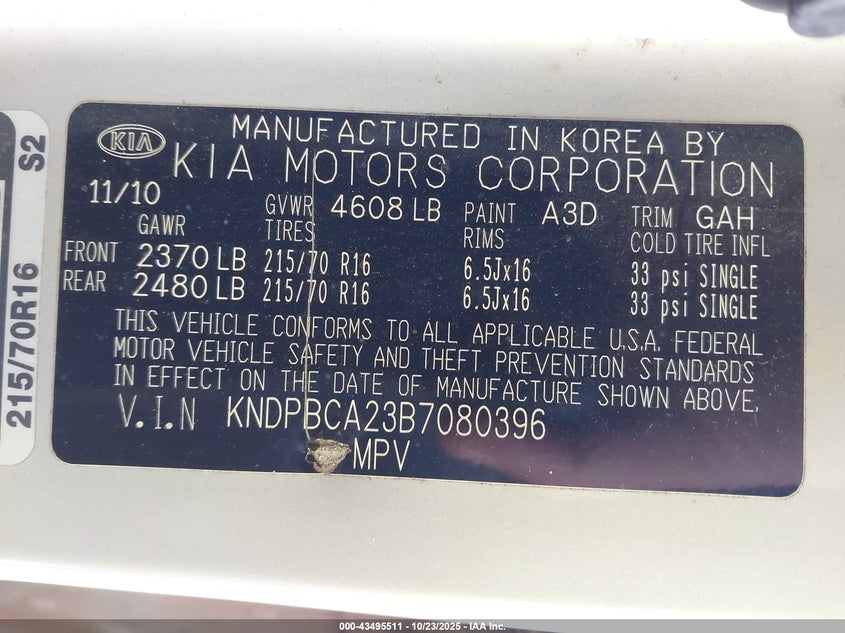 215/70R16 S2
KIA
MANUFACTURED IN KOREA BY
KIA MOTORS CORPORATION
11/10 GVWR 4608 LB PAINT A3D TRIM GAH
GAWR TIRES RIMS COLD TIRE INFL
FRONT 2370 LB 215/70 R16 6.5Jx16 33 psi SINGLE
REAR 2480 LB 215/70 R16 6.5Jx16 33 psi SINGLE
THIS VEHICLE CONFORMS TO ALL APPLICABLE U.S.A. FEDERAL
MOTOR VEHICLE SAFETY AND THEFT PREVENTION STANDARDS
IN EFFECT ON THE DATE OF MANUFACTURE SHOWN ABOVE.
V.I.N KNDPBCA23B7080396
MPV
000-43495511 - 10/23/2025 - IAA Inc.